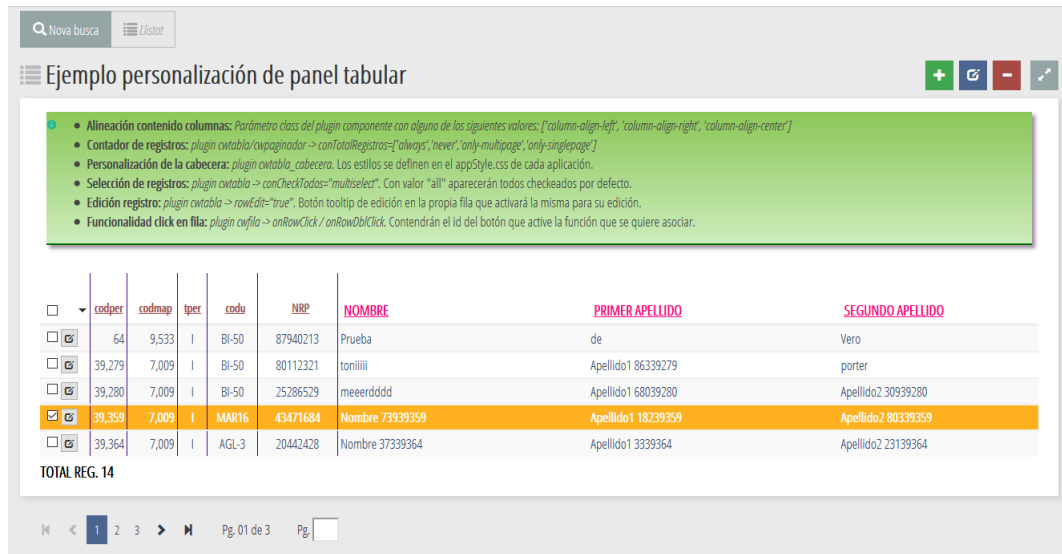 Nova busca Llistat
Ejemplo personalización de panel tabular
Alineación contenido columnas: Parámetro class del plugin componente con alguno de los siguientes valores: ['column-align-left', 'column-align-right', 'column-align-center']
Contador de registros: plugin cwtabla/cwpaginador -> conTotalRegistros=['always','never','only-multipage','only-singlepage']
Personalización de la cabecera: plugin cwtabla_cabecera. Los estilos se definen en el appStyle.css de cada aplicación.
Selección de registros: plugin cwtabla -> conCheckTodos="multiselect". Con valor "all" aparecerán todos checkeados por defecto.
Edición registro: plugin cwtabla -> rowEdit="true". Botón tooltip de edición en la propia fila que activará la misma para su edición.
Funcionalidad click en fila: plugin cwfila -> onRowClick / onRowDblClick. Contendrán el id del botón que active la función que se quiere asociar.
codper codmap tper codu NRP NOMBRE PRIMER APELLIDO SEGUNDO APELLIDO
64 9,533 I BI-50 87940213 Prueba de Vero
39,279 7,009 I BI-50 80112321 toniiiii Apellido1 86339279 porter
39,280 7,009 I BI-50 25286529 meeerdddd Apellido1 68039280 Apellido2 30939280
39,359 7,009 I MAR16 43471684 Nombre 73939359 Apellido1 18239359 Apellido2 80339359
39,364 7,009 I AGL-3 20442428 Nombre 37339364 Apellido1 3339364 Apellido2 23139364
TOTAL REG. 14
1 2 3 Pg. 01 de 3 Pg.